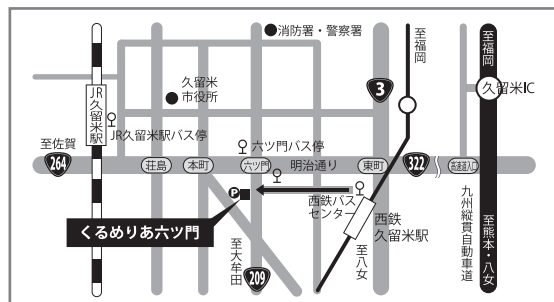 消防署・警察署
至福岡
至福岡
3
久留米
市役所
久留米IC
JR
久留米駅
JR久留米駅バス停
六ツ門バス停
至佐賀
264
荘島
本町
六ツ門
明治通り
東町
322
高速道入口
P
西鉄バス
センター
くるめりあ六ツ門
西鉄
久留米駅
至大牟田
209
至八女
九州縦貫自動車道
至熊本・八女